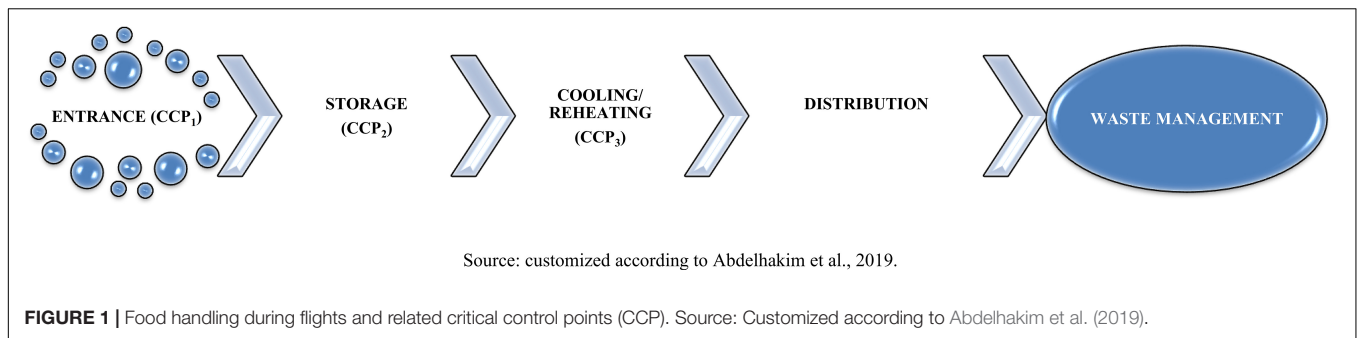 ENTRANCE (CCP₁)
STORAGE
(CCP₂)
COOLING/
REHEATING
(CCP₃)
DISTRIBUTION
WASTE MANAGEMENT
Source: customized according to Abdelhakim et al., 2019.
FIGURE 1 | Food handling during flights and related critical control points (CCP). Source: Customized according to Abdelhakim et al. (2019).